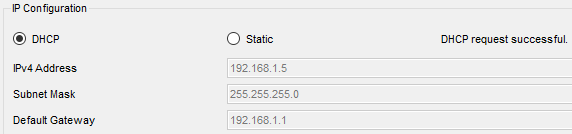 IP Configuration
DHCP Static DHCP request successful.
IPv4 Address 192.168.1.5
Subnet Mask 255.255.255.0
Default Gateway 192.168.1.1